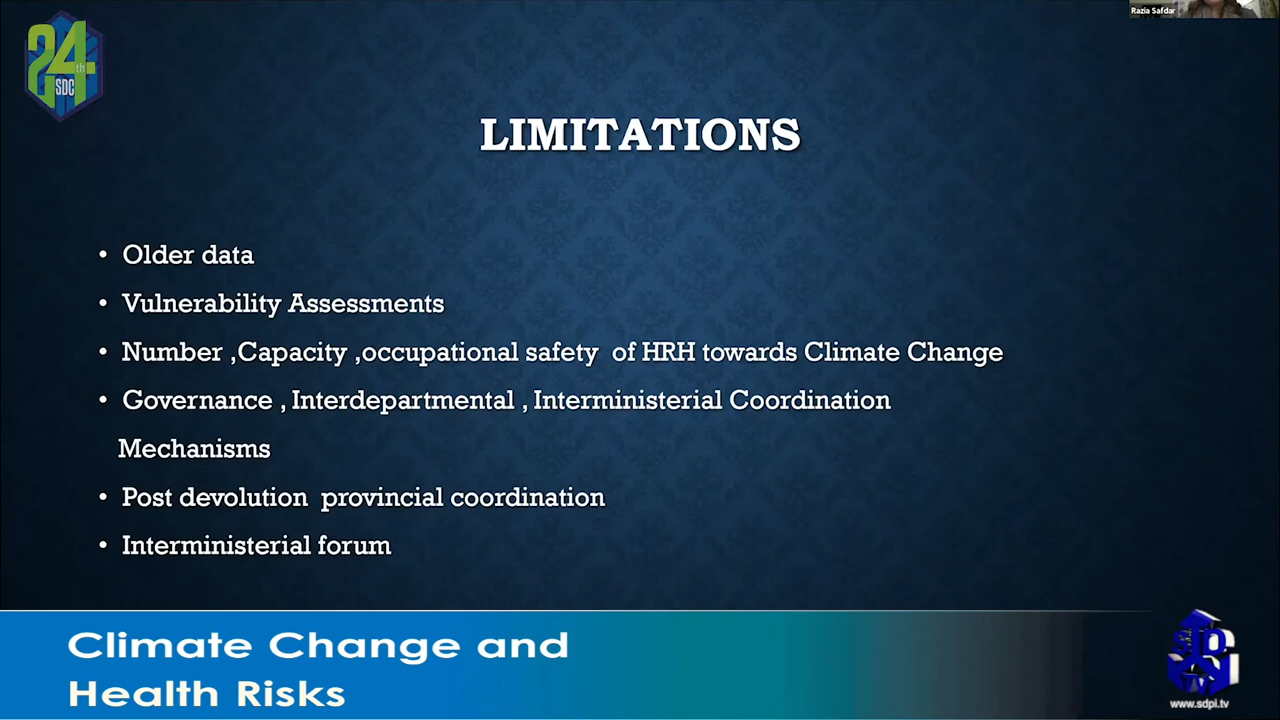 Razia Safdar
24th
SDC
LIMITATIONS
• Older data
• Vulnerability Assessments
• Number ,Capacity ,occupational safety of HRH towards Climate Change
• Governance , Interdepartmental , Interministerial Coordination
Mechanisms
• Post devolution provincial coordination
• Interministerial forum
Climate Change and
Health Risks
www.sdpi.tv